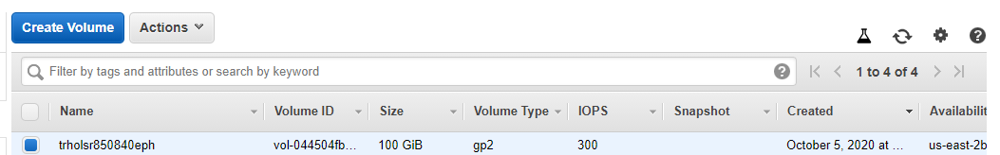 Create Volume Actions
Filter by tags and attributes or search by keyword ? 1 to 4 of 4
Name Volume ID Size Volume Type IOPS Snapshot Created Availabili
trholsr850840eph vol-044504fb... 100 GiB gp2 300 October 5, 2020 at ... us-east-2b